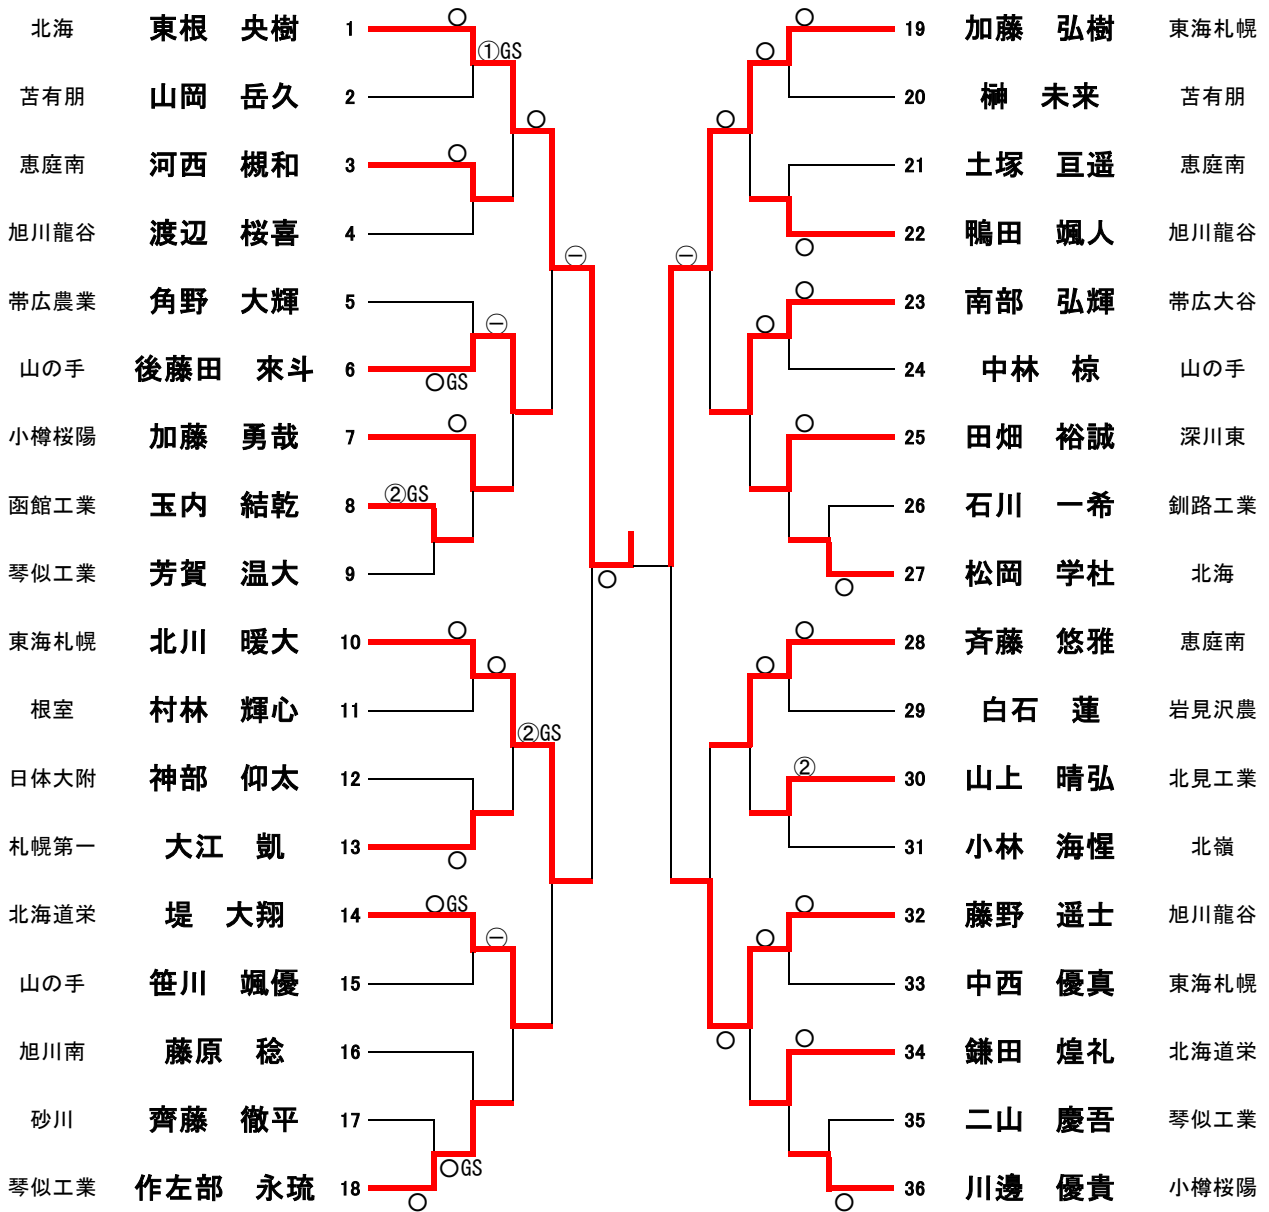 北海 東根 央樹 1
①GS
苫有朋 山岡 岳久 2
恵庭南 河西 槻和 3
旭川龍谷 渡辺 桜喜 4
帯広農業 角野 大輝 5
山の手 後藤田 來斗 6
○GS
小樽桜陽 加藤 勇哉 7
②GS
函館工業 玉内 結乾 8
琴似工業 芳賀 温大 9
東海札幌 北川 暖大 10
根室 村林 輝心 11
②GS
日体大附 神部 仰太 12
札幌第一 大江 凱 13
○GS
北海道栄 堤 大翔 14
山の手 笹川 颯優 15
旭川南 藤原 稔 16
砂川 齊藤 徹平 17
○GS
琴似工業 作左部 永琉 18
19 加藤 弘樹 東海札幌
20 榊 未来 苫有朋
21 土塚 亘遥 恵庭南
22 鴨田 颯人 旭川龍谷
23 南部 弘輝 帯広大谷
24 中林 椋 山の手
25 田畑 裕誠 深川東
26 石川 一希 釧路工業
27 松岡 学杜 北海
28 斉藤 悠雅 恵庭南
29 白石 蓮 岩見沢農
②
30 山上 晴弘 北見工業
31 小林 海惺 北嶺
32 藤野 遥士 旭川龍谷
33 中西 優真 東海札幌
34 鎌田 煌礼 北海道栄
35 二山 慶吾 琴似工業
36 川邊 優貴 小樽桜陽